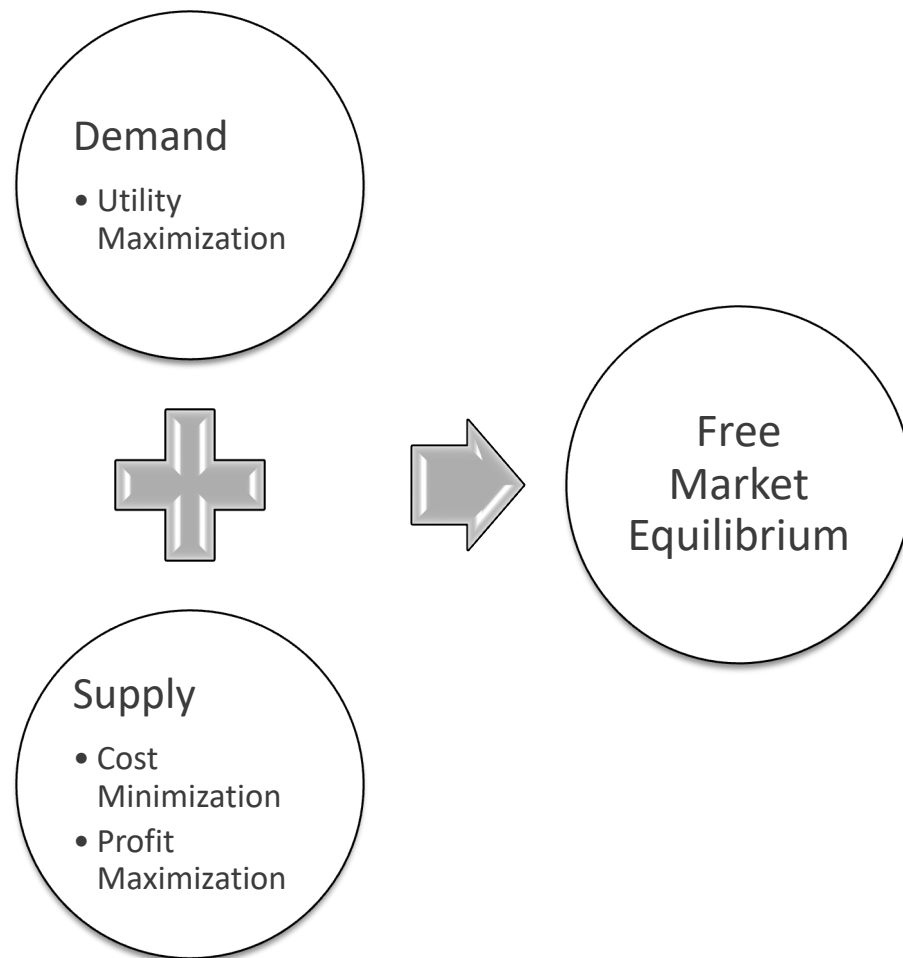 Demand
• Utility
Maximization
Free
Market
Equilibrium
Supply
• Cost
Minimization
• Profit
Maximization